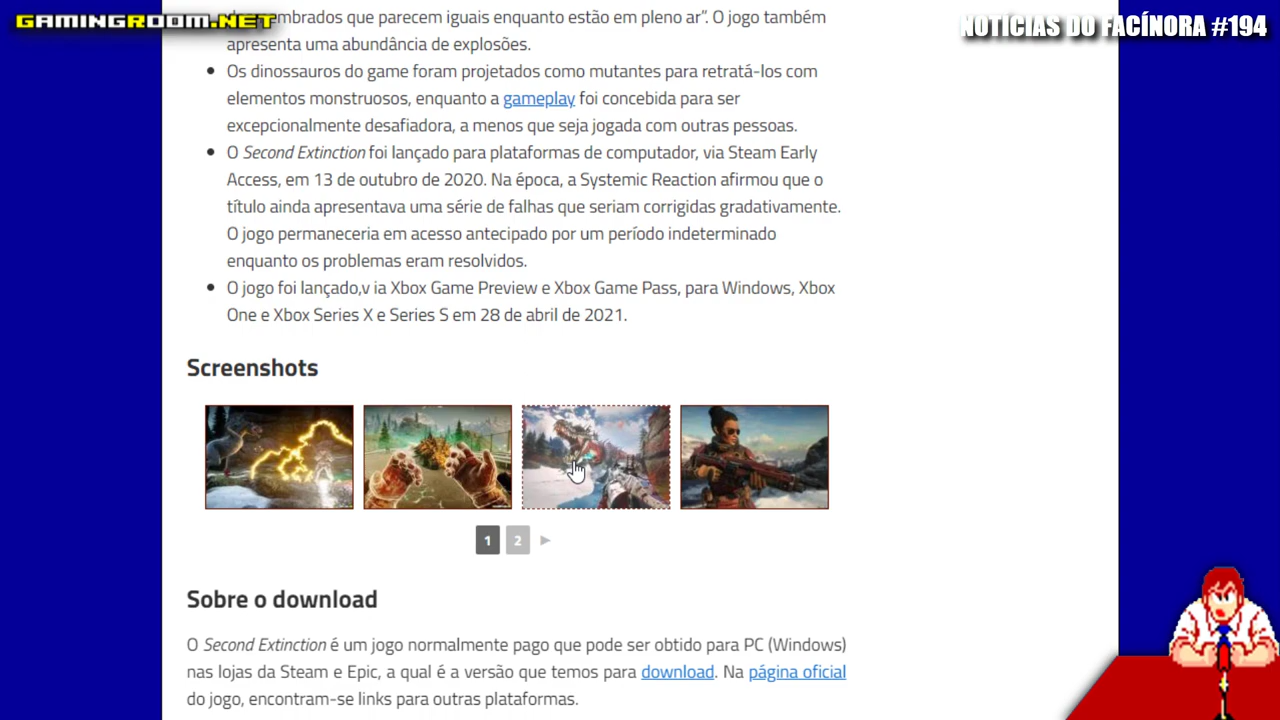 GAMINGROOM.NET
NOTÍCIAS DO FACÍNORA #194
que parecem iguais enquanto estão em pleno ar”. O jogo também
apresenta uma abundância de explosões.
• Os dinossauros do game foram projetados como mutantes para retratá-los com
elementos monstruosos, enquanto a gameplay foi concebida para ser
excepcionalmente desafiadora, a menos que seja jogada com outras pessoas.
• O Second Extinction foi lançado para plataformas de computador, via Steam Early
Access, em 13 de outubro de 2020. Na época, a Systemic Reaction afirmou que o
título ainda apresentava uma série de falhas que seriam corrigidas gradativamente.
O jogo permaneceria em acesso antecipado por um período indeterminado
enquanto os problemas eram resolvidos.
• O jogo foi lançado,v ia Xbox Game Preview e Xbox Game Pass, para Windows, Xbox
One e Xbox Series X e Series S em 28 de abril de 2021.
Screenshots
1 2 ►
Sobre o download
O Second Extinction é um jogo normalmente pago que pode ser obtido para PC (Windows)
nas lojas da Steam e Epic, a qual é a versão que temos para download. Na página oficial
do jogo, encontram-se links para outras plataformas.